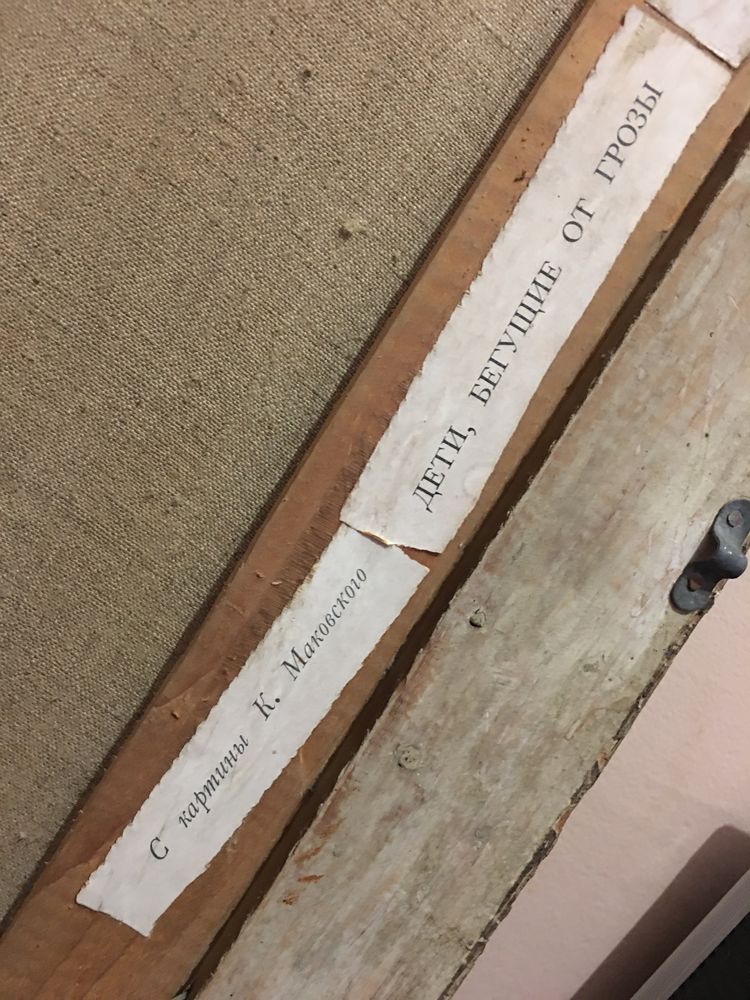 С картины К. Маковского
ДЕТИ, БЕГУЩИЕ ОТ ГРОЗЫ